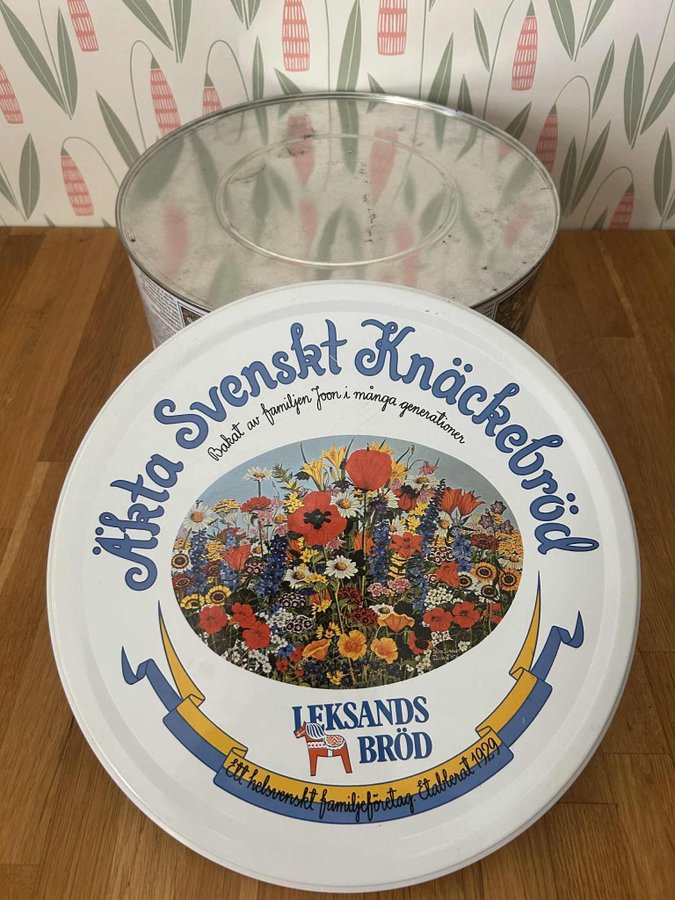 Äkta Svenskt Knäckebröd
Bakat av familjen Joon i många generationer
LEKSANDS
BRÖD
Ett helsvenskt familjeföretag. Etablerat 1929